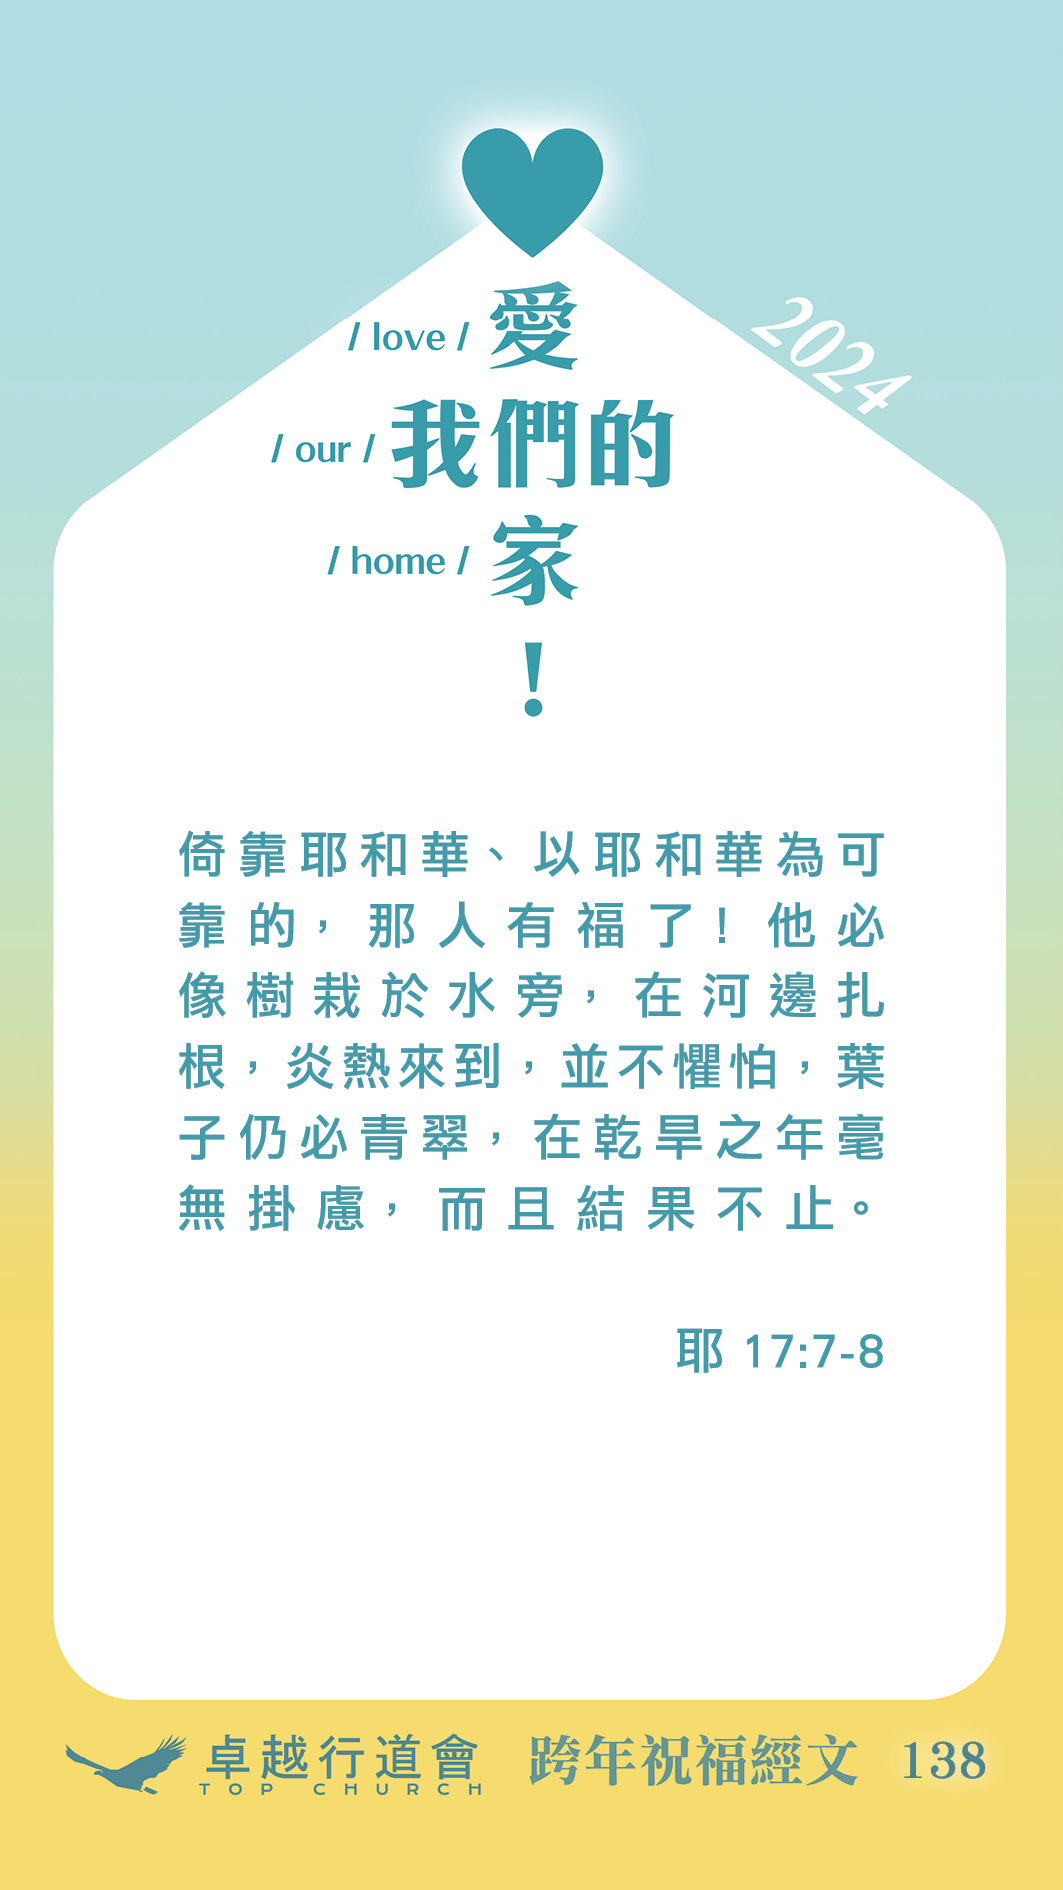 2024
/ love / 愛
/ our / 我們的
/ home / 家
！
倚靠耶和華、以耶和華為可
靠的，那人有福了！他必
像樹栽於水旁，在河邊扎
根，炎熱來到，並不懼怕，葉
子仍必青翠，在乾旱之年毫
無掛慮，而且結果不止。
耶 17:7-8
卓越行道會
TOP CHURCH
跨年祝福經文 138